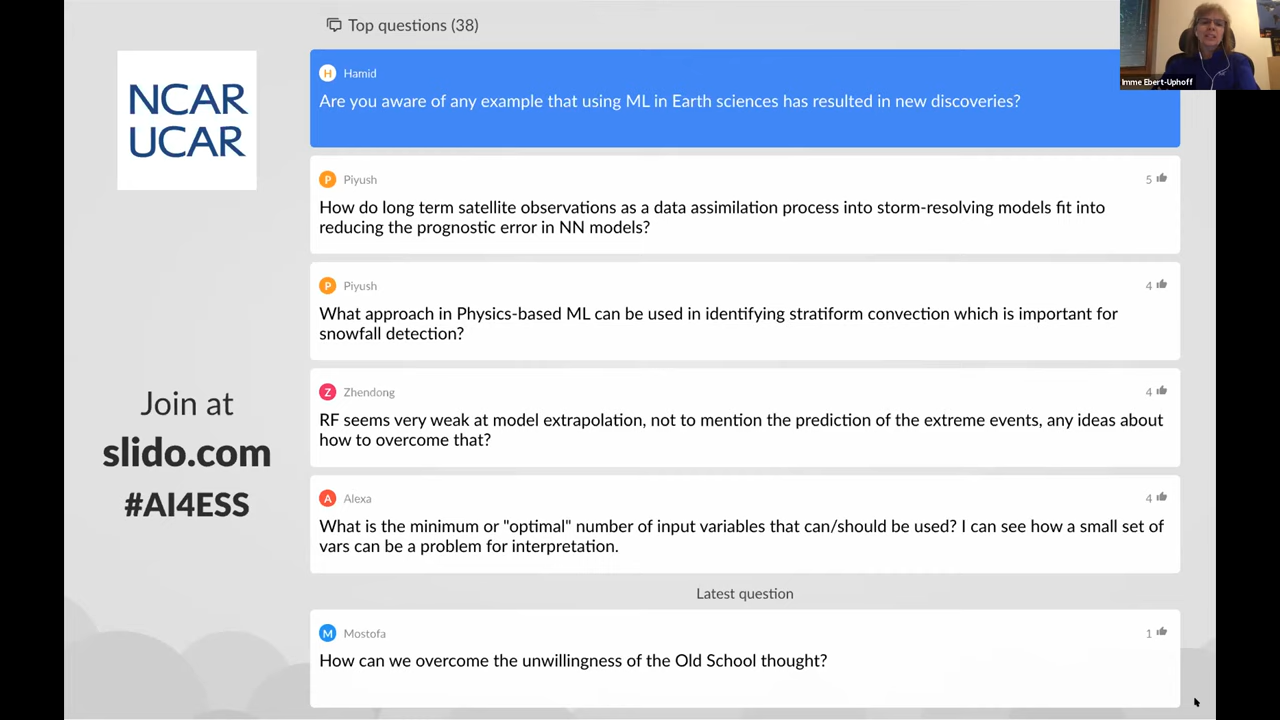 Top questions (38)
Imme Ebert-Uphoff
NCAR
UCAR
Join at
slido.com
#AI4ESS
H Hamid
Are you aware of any example that using ML in Earth sciences has resulted in new discoveries?
P Piyush 5
How do long term satellite observations as a data assimilation process into storm-resolving models fit into
reducing the prognostic error in NN models?
P Piyush 4
What approach in Physics-based ML can be used in identifying stratiform convection which is important for
snowfall detection?
Z Zhendong 4
RF seems very weak at model extrapolation, not to mention the prediction of the extreme events, any ideas about
how to overcome that?
A Alexa 4
What is the minimum or "optimal" number of input variables that can/should be used? I can see how a small set of
vars can be a problem for interpretation.
Latest question
M Mostofa 1
How can we overcome the unwillingness of the Old School thought?